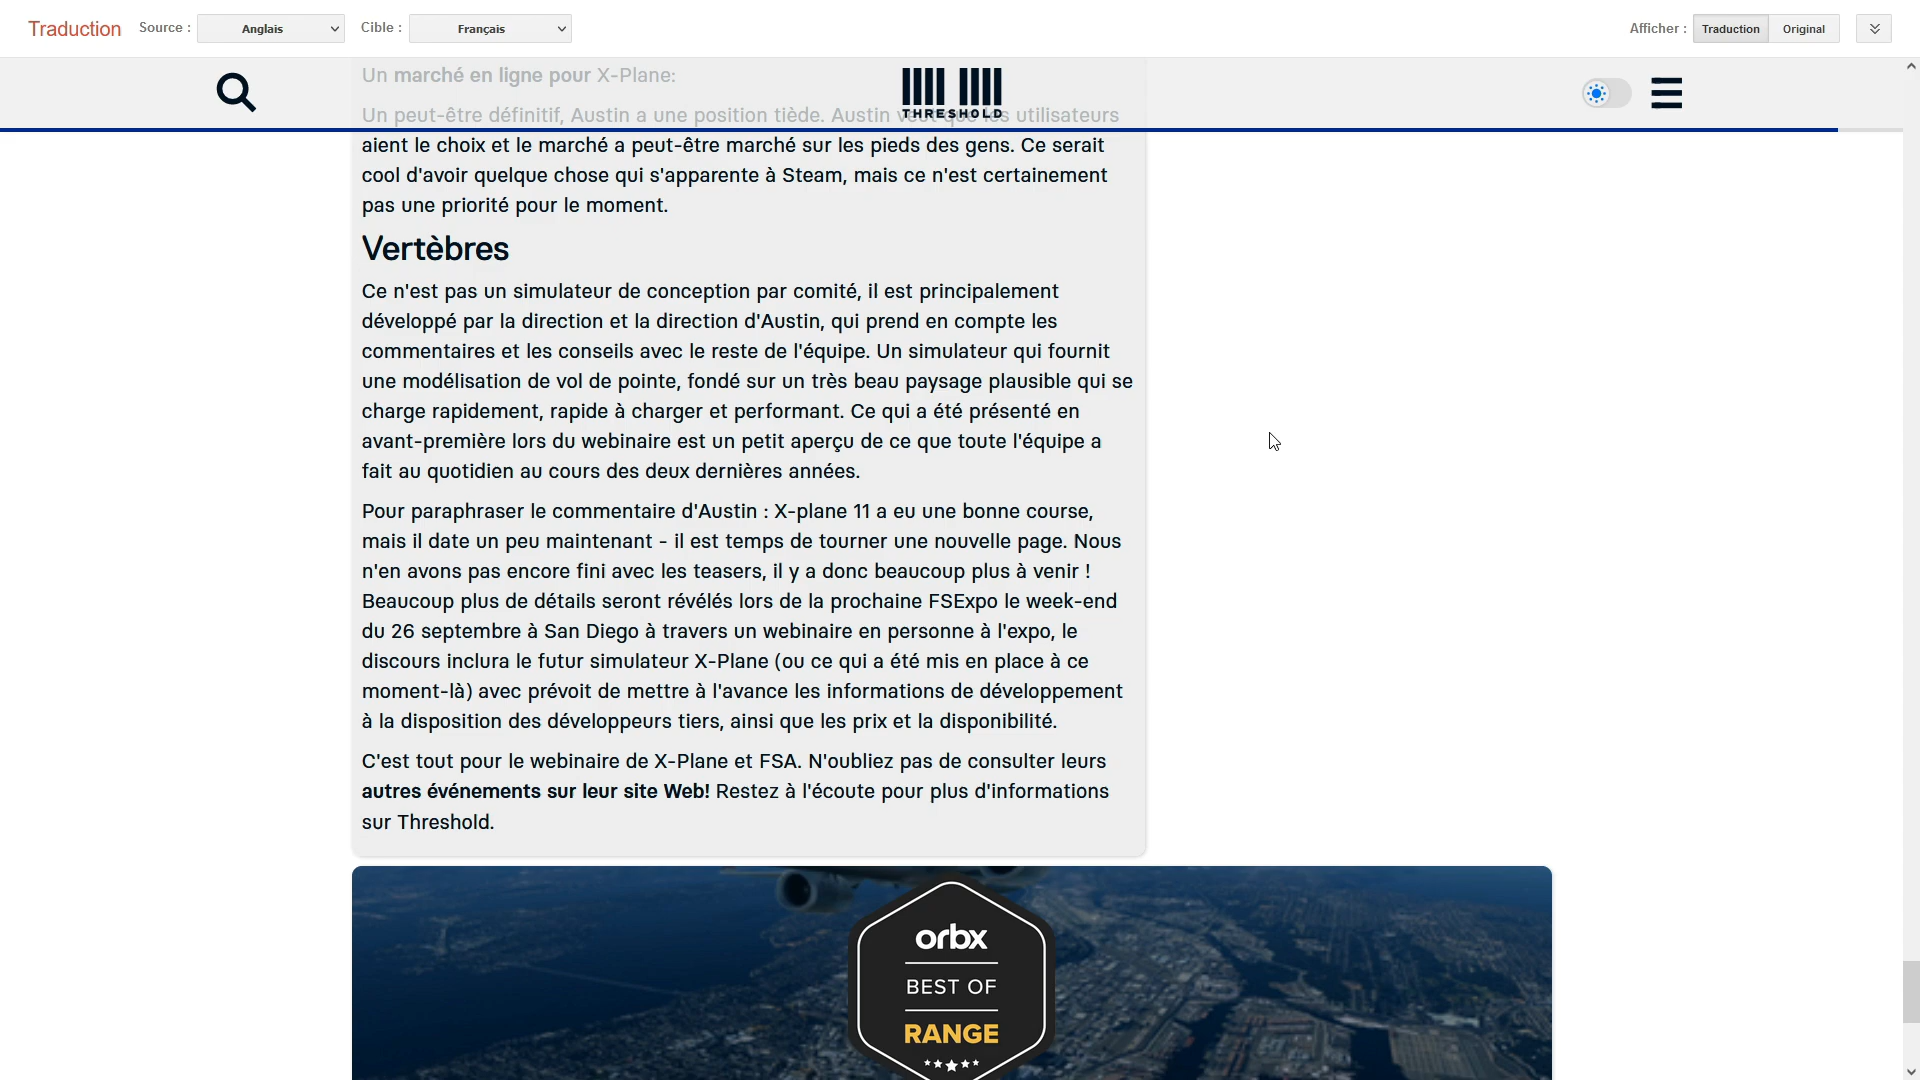 Traduction
Source :
Anglais
Cible :
Français
Afficher :
Traduction
Original
Un marché en ligne pour X-Plane:
THRESHOLD
Un peut-être définitif, Austin a une position tiède. Austin veut que les utilisateurs
aient le choix et le marché a peut-être marché sur les pieds des gens. Ce serait
cool d'avoir quelque chose qui s'apparente à Steam, mais ce n'est certainement
pas une priorité pour le moment.
Vertèbres
Ce n'est pas un simulateur de conception par comité, il est principalement
développé par la direction et la direction d'Austin, qui prend en compte les
commentaires et les conseils avec le reste de l'équipe. Un simulateur qui fournit
une modélisation de vol de pointe, fondé sur un très beau paysage plausible qui se
charge rapidement, rapide à charger et performant. Ce qui a été présenté en
avant-première lors du webinaire est un petit aperçu de ce que toute l'équipe a
fait au quotidien au cours des deux dernières années.
Pour paraphraser le commentaire d'Austin : X-plane 11 a eu une bonne course,
mais il date un peu maintenant - il est temps de tourner une nouvelle page. Nous
n'en avons pas encore fini avec les teasers, il y a donc beaucoup plus à venir !
Beaucoup plus de détails seront révélés lors de la prochaine FSExpo le week-end
du 26 septembre à San Diego à travers un webinaire en personne à l'expo, le
discours inclura le futur simulateur X-Plane (ou ce qui a été mis en place à ce
moment-là) avec prévoit de mettre à l'avance les informations de développement
à la disposition des développeurs tiers, ainsi que les prix et la disponibilité.
C'est tout pour le webinaire de X-Plane et FSA. N'oubliez pas de consulter leurs
autres événements sur leur site Web! Restez à l'écoute pour plus d'informations
sur Threshold.
orbx
BEST OF
RANGE